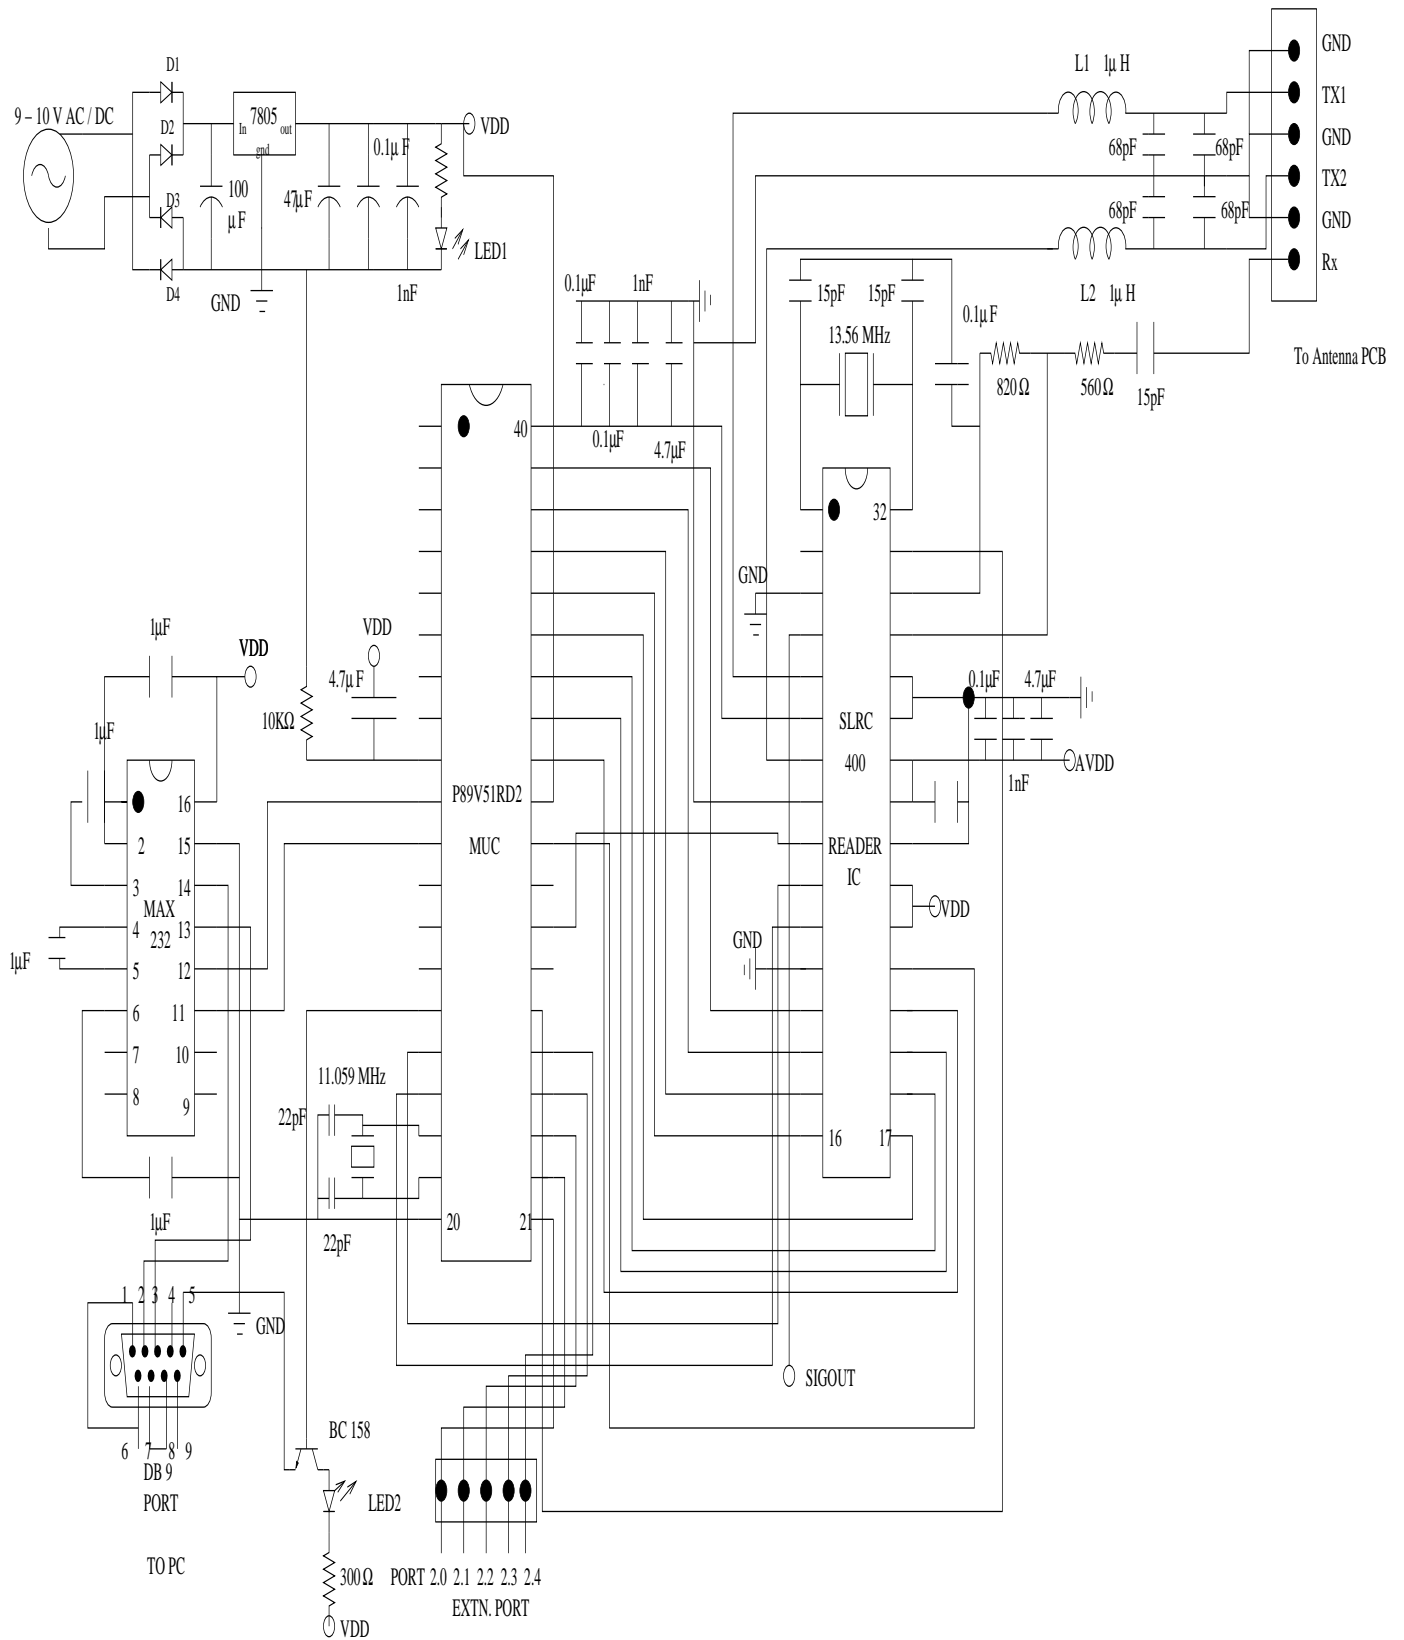 D1
9 – 10 V AC / DC
7805
In
out
gnd
D2
VDD
0.1μ F
D3
100
μ F
47μF
LED1
D4
GND
1nF
L1 1μ H
GND
TX1
GND
TX2
GND
Rx
68pF
68pF
68pF
68pF
L2 1μ H
To Antenna PCB
0.1μF
1nF
0.1μF
4.7μF
15pF
15pF
13.56 MHz
0.1μ F
820 Ω
560 Ω
15pF
40
32
GND
1μF
VDD
VDD
4.7μ F
10KΩ
1μF
SLRC
400
0.1μF
4.7μF
AVDD
1nF
P89V51RD2
MUC
READER
IC
VDD
GND
16
2
15
3
14
MAX
232
4
13
5
12
6
11
7
10
8
9
1μF
1μF
11.059 MHz
22pF
22pF
20
21
16
17
1 2 3 4 5
GND
6 7 8 9
DB 9
PORT
TO PC
BC 158
LED2
300 Ω
VDD
SIGOUT
PORT 2.0 2.1 2.2 2.3 2.4
EXTN. PORT